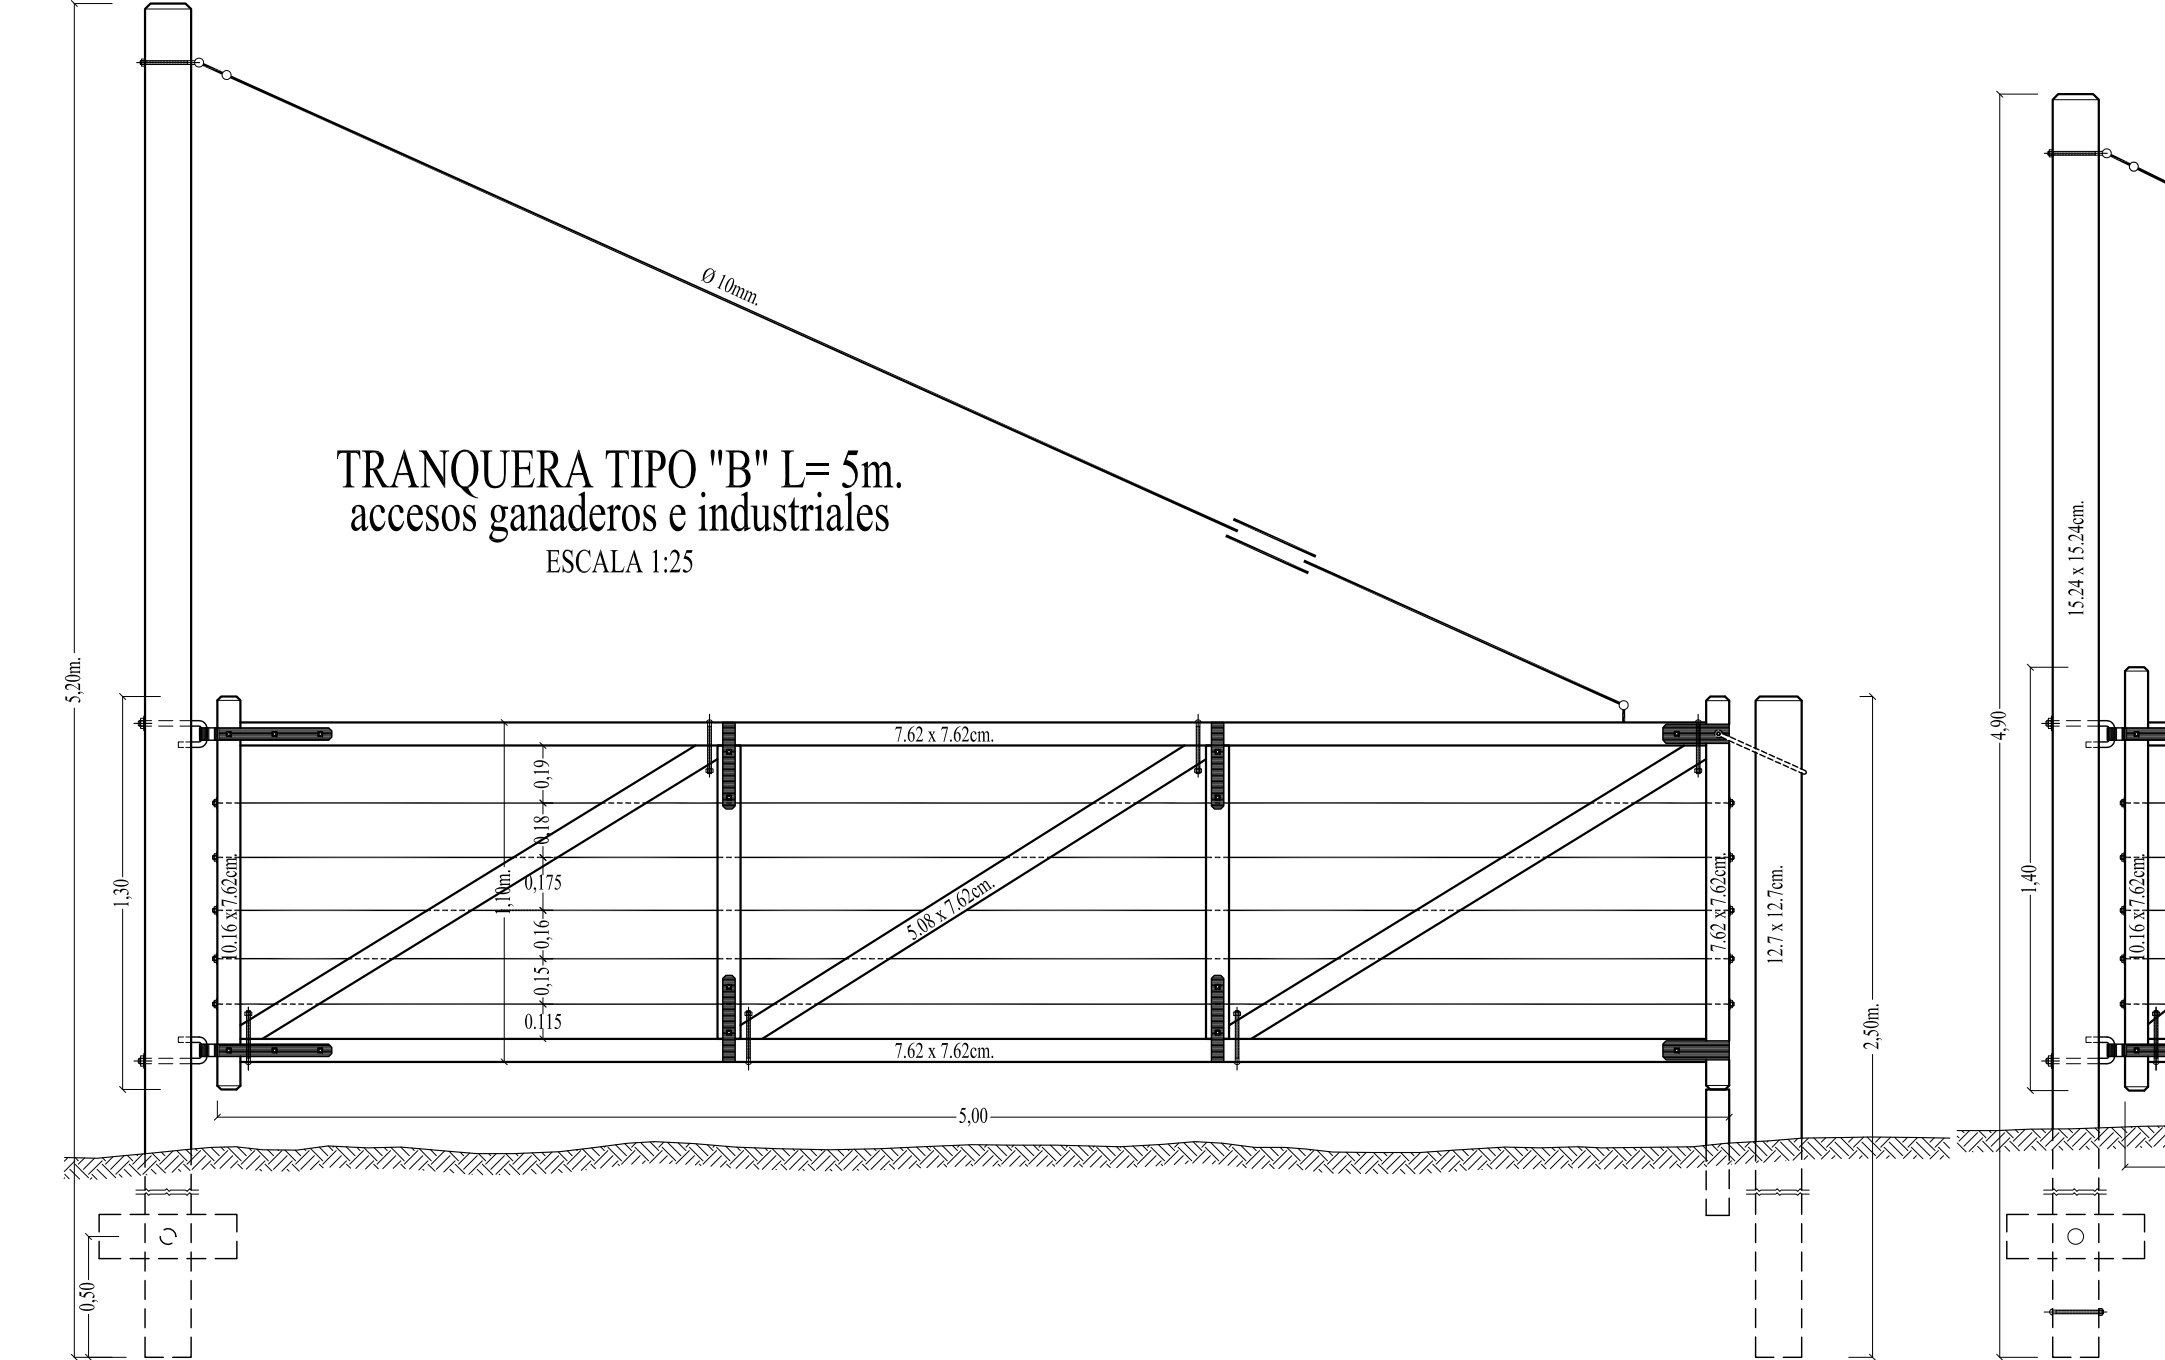 Ø 10mm.
TRANQUERA TIPO "B" L= 5m.
accesos ganaderos e industriales
ESCALA 1:25
5,20m.
1,30
0,50
10.16 x 7.62cm.
1,10m.
0,19
0,18
0,175
0,16
0,15
0.115
7.62 x 7.62cm.
5.08 x 7.62cm.
7.62 x 7.62cm.
5,00
7.62 x 7.62cm.
12.7 x 12.7cm.
2,50m.
4,90
1,40
15.24 x 15.24cm.
10.16 x 7.62cm.